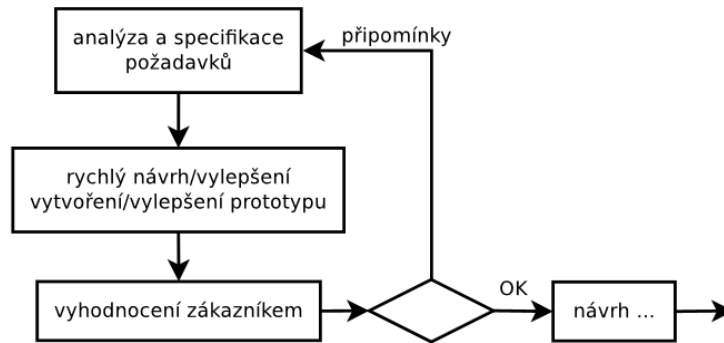 analýza a specifikace
požadavků
připomínky
rychlý návrh/vylepšení
vytvoření/vylepšení prototypu
vyhodnocení zákazníkem
OK
návrh ...